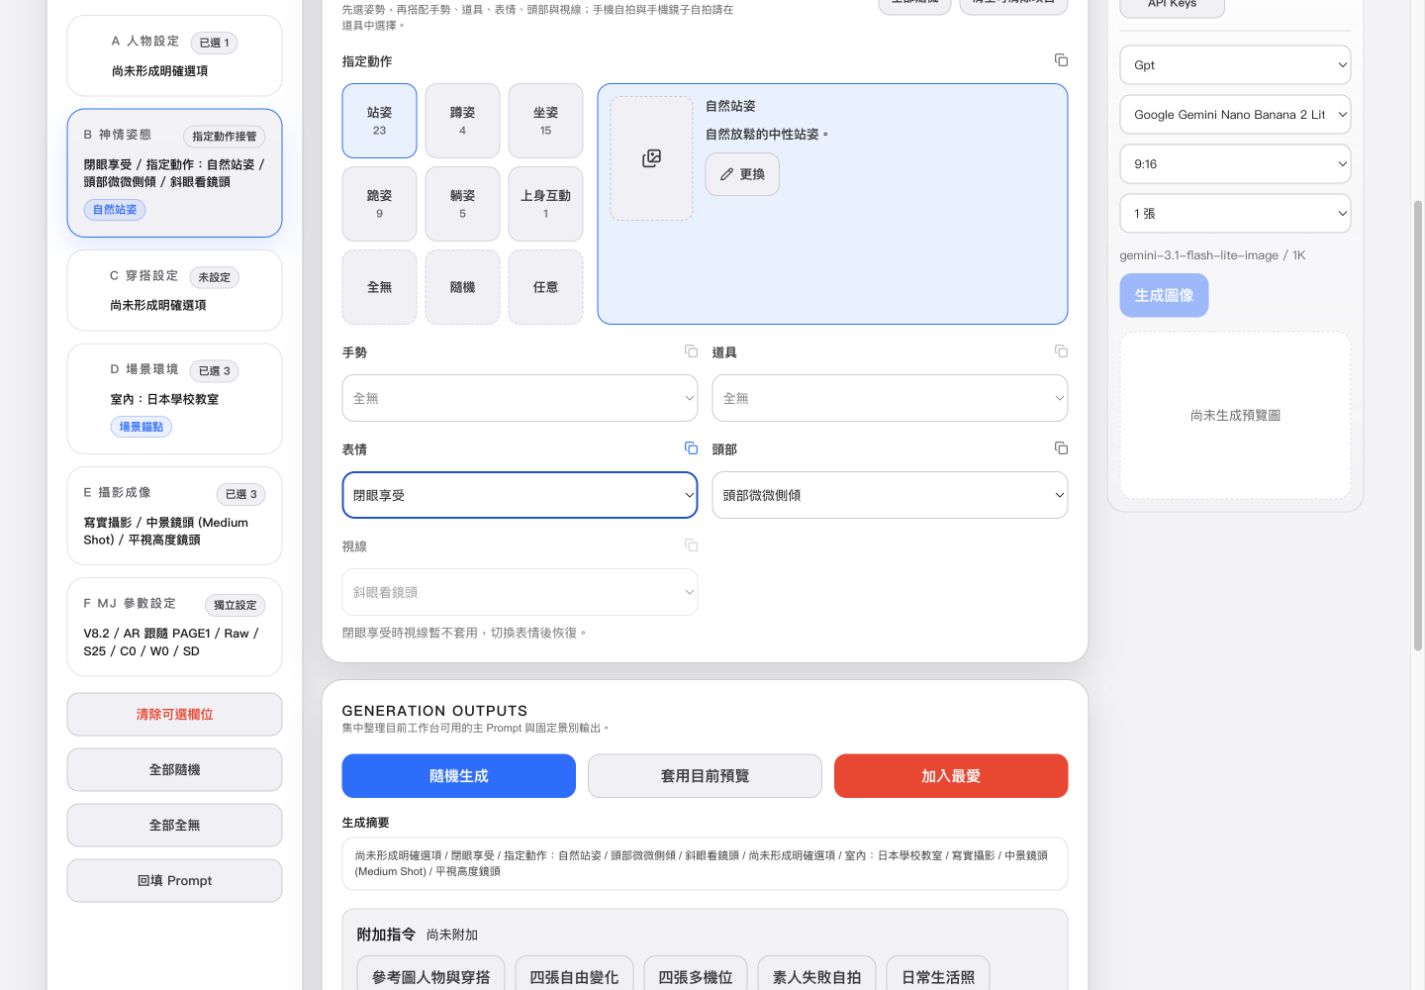 A 人物設定 已選 1
尚未形成明確選項
B 神情姿態 指定動作接管
閉眼享受 / 指定動作：自然站姿 /
頭部微微側傾 / 斜眼看鏡頭
自然站姿
C 穿搭設定 未設定
尚未形成明確選項
D 場景環境 已選 3
室內：日本學校教室
場景錨點
E 攝影成像 已選 3
寫實攝影 / 中景鏡頭 (Medium
Shot) / 平視高度鏡頭
F MJ 參數設定 獨立設定
V8.2 / AR 跟隨 PAGE1 / Raw /
S25 / C0 / W0 / SD
清除可選欄位
全部隨機
全部全無
回填 Prompt
先選姿勢，再搭配手勢、道具、表情、頭部與視線；手機自拍與手機鏡子自拍請在
道具中選擇。
指定動作
站姿
23
蹲姿
4
坐姿
15
跪姿
9
躺姿
5
上身互動
1
全無
隨機
任意
自然站姿
自然放鬆的中性站姿。
更換
手勢
全無
道具
全無
表情
閉眼享受
頭部
頭部微微側傾
視線
斜眼看鏡頭
閉眼享受時視線暫不套用，切換表情後恢復。
GENERATION OUTPUTS
集中整理目前工作台可用的主 Prompt 與固定景別輸出。
隨機生成
套用目前預覽
加入最愛
生成摘要
尚未形成明確選項 / 閉眼享受 / 指定動作：自然站姿 / 頭部微微側傾 / 斜眼看鏡頭 / 尚未形成明確選項 / 室內：日本學校教室 / 寫實攝影 / 中景鏡頭
(Medium Shot) / 平視高度鏡頭
附加指令 尚未附加
參考圖人物與穿搭
四張自由變化
四張多機位
素人失敗自拍
日常生活照
API Keys
Gpt
Google Gemini Nano Banana 2 Lit
9:16
1 張
gemini-3.1-flash-lite-image / 1K
生成圖像
尚未生成預覽圖